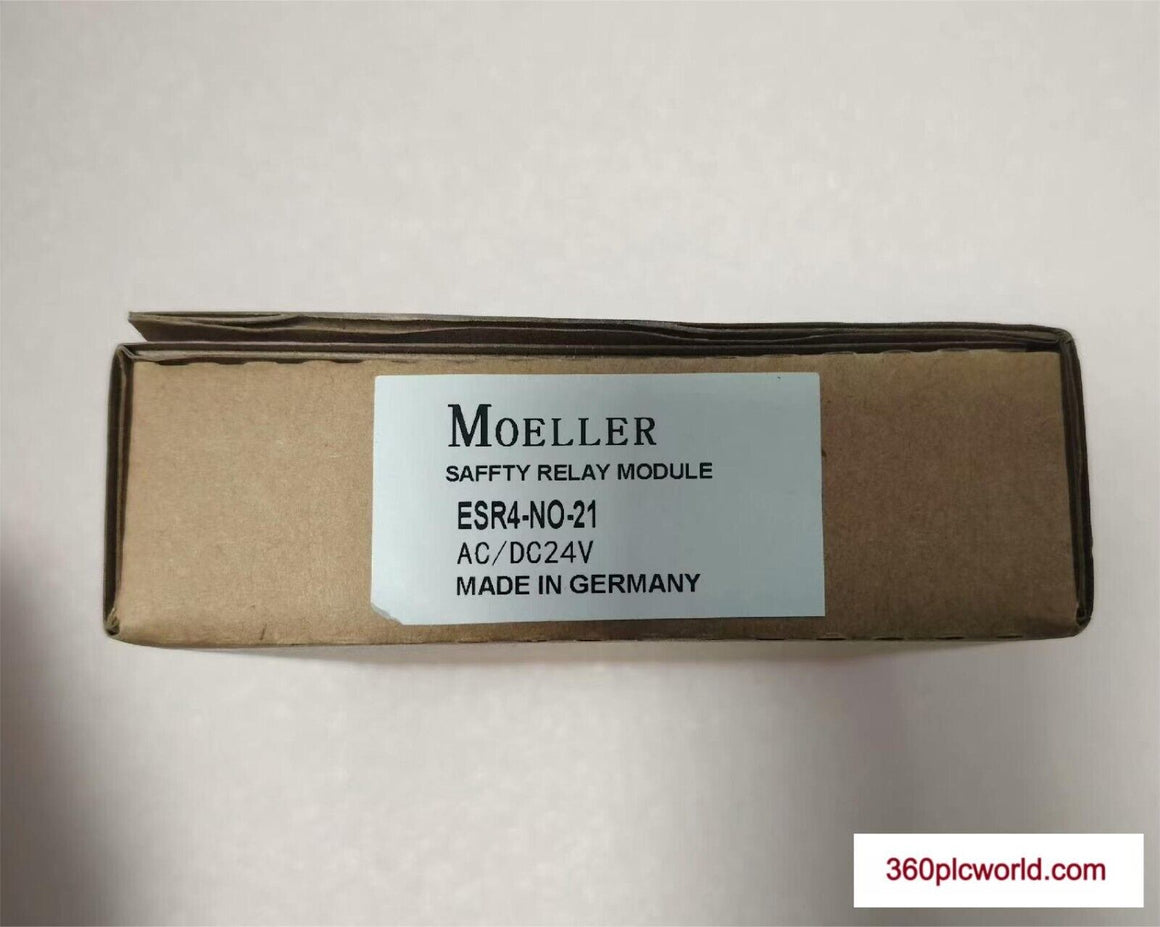 MOELLER
SAFFTY RELAY MODULE
ESR4-NO-21
AC/DC24V
MADE IN GERMANY
360plcworld.com